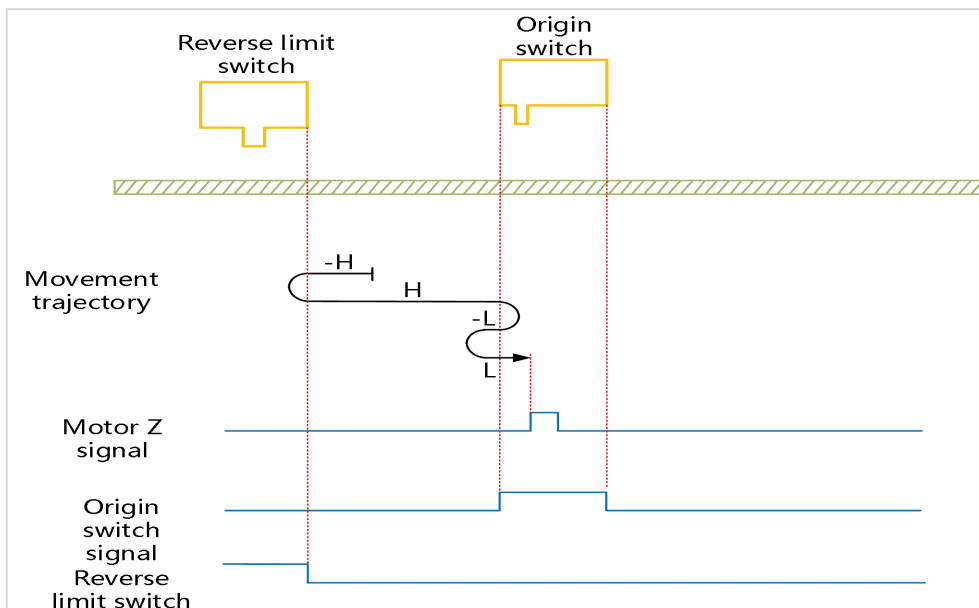 Origin
switch
Reverse limit
switch
-H
Movement
trajectory
H
-L
L
Motor Z
signal
Origin
switch
signal
Reverse
limit switch